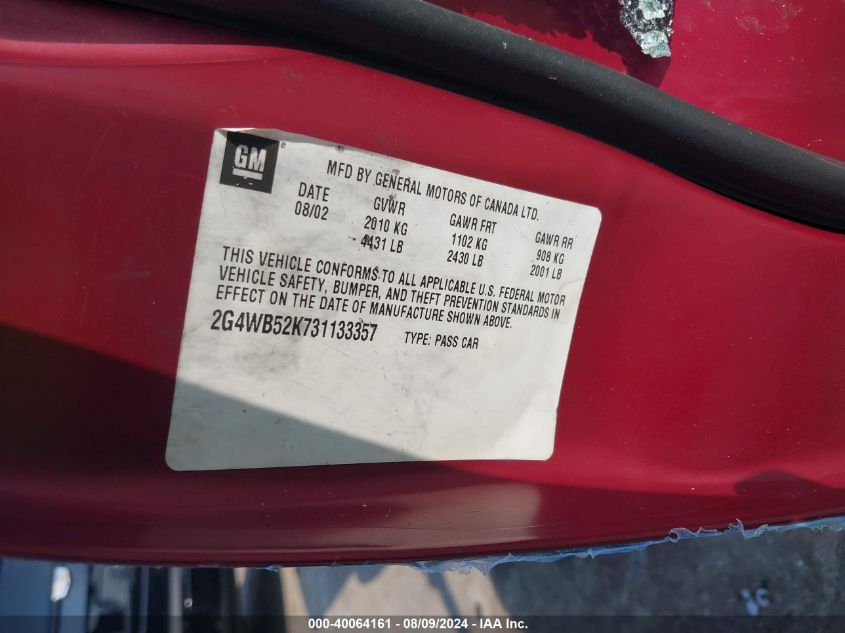 GM ®
MFD BY GENERAL MOTORS OF CANADA LTD.
DATE GVWR GAWR FRT GAWR RR
08/02 2010 KG 1102 KG 908 KG
4431 LB 2430 LB 2001 LB
THIS VEHICLE CONFORMS TO ALL APPLICABLE U.S. FEDERAL MOTOR
VEHICLE SAFETY, BUMPER, AND THEFT PREVENTION STANDARDS IN
EFFECT ON THE DATE OF MANUFACTURE SHOWN ABOVE.
2G4WB52K731133357 TYPE: PASS CAR
000-40064161 - 08/09/2024 - IAA Inc.